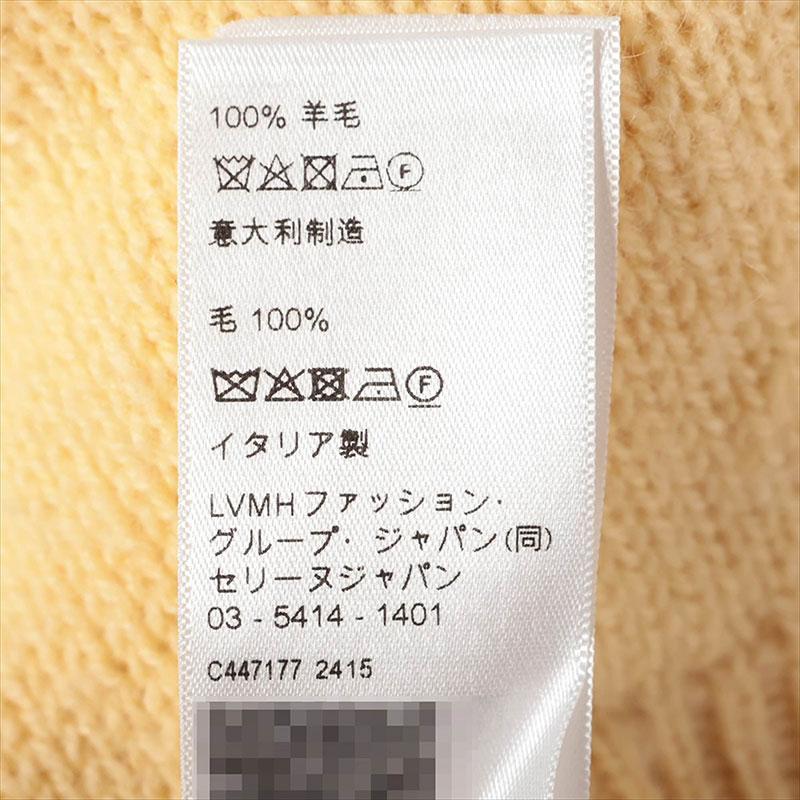 100% 羊毛
F
意大利制造
毛 100%
F
イタリア製
LVMHファッション・
グループ・ジャパン(同)
セリーヌジャパン
03 - 5414 - 1401
C447177 2415